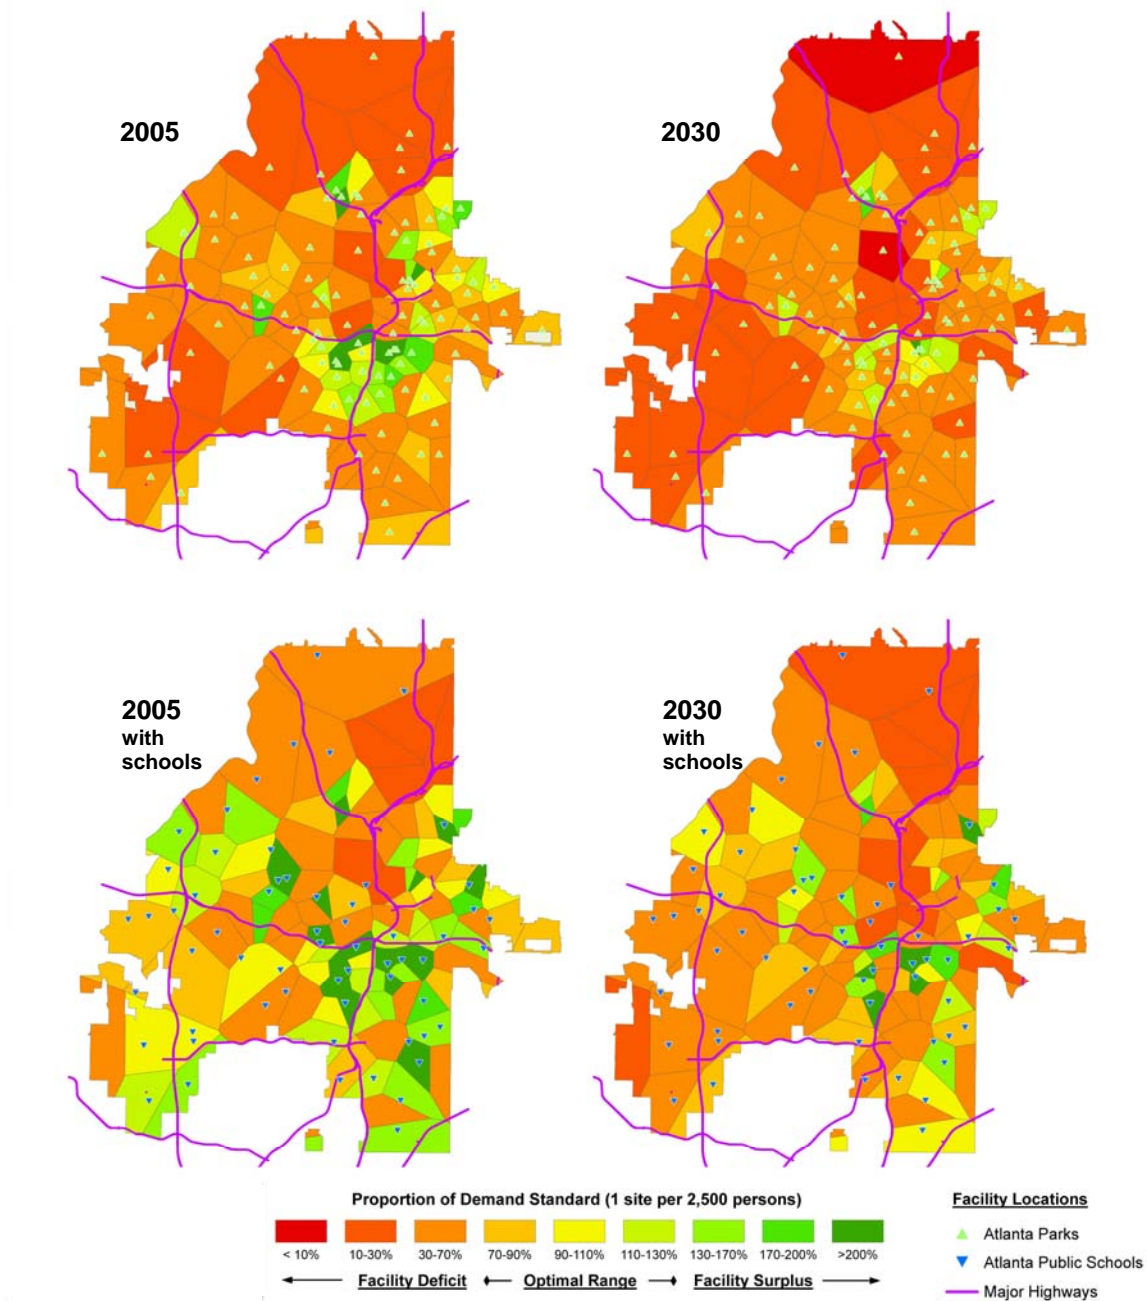 2005
2030
2005
with
schools
2030
with
schools
Proportion of Demand Standard (1 site per 2,500 persons)
< 10% 10-30% 30-70% 70-90% 90-110% 110-130% 130-170% 170-200% >200%
Facility Deficit Optimal Range Facility Surplus
Facility Locations
Atlanta Parks
Atlanta Public Schools
Major Highways